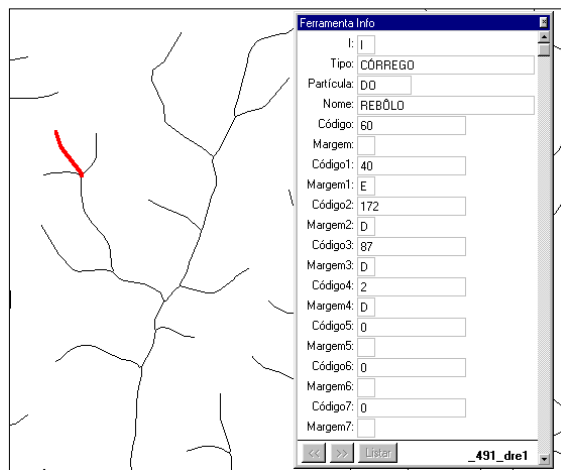 Ferramenta Info
I: I
Tipo: CÓRREGO
Partícula: DO
Nome: REBÔLO
Código: 60
Margem:
Código1: 40
Margem1: E
Código2: 172
Margem2: D
Código3: 87
Margem3: D
Código4: 2
Margem4: D
Código5: 0
Margem5:
Código6: 0
Margem6:
Código7: 0
Margem7:
<< >> Listar _491_dre1